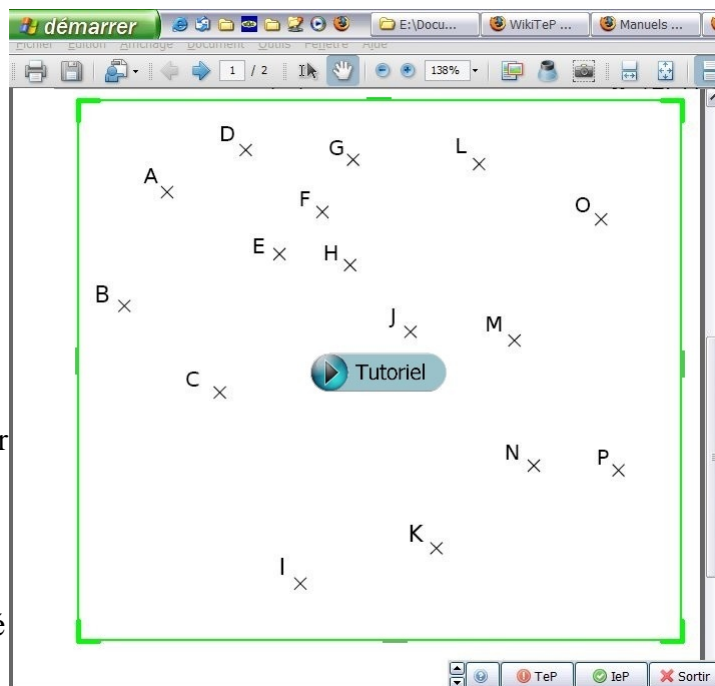 démarrer E:\Docu... WikiTeP ... Manuels ...
Fichier Edition Affichage Document Outils Fenêtre Aide
1 / 2 138%
D
G
L
A
F
O
E
H
B
J
M
Tutoriel
C
r
N
P
K
I
é
TeP IeP Sortir